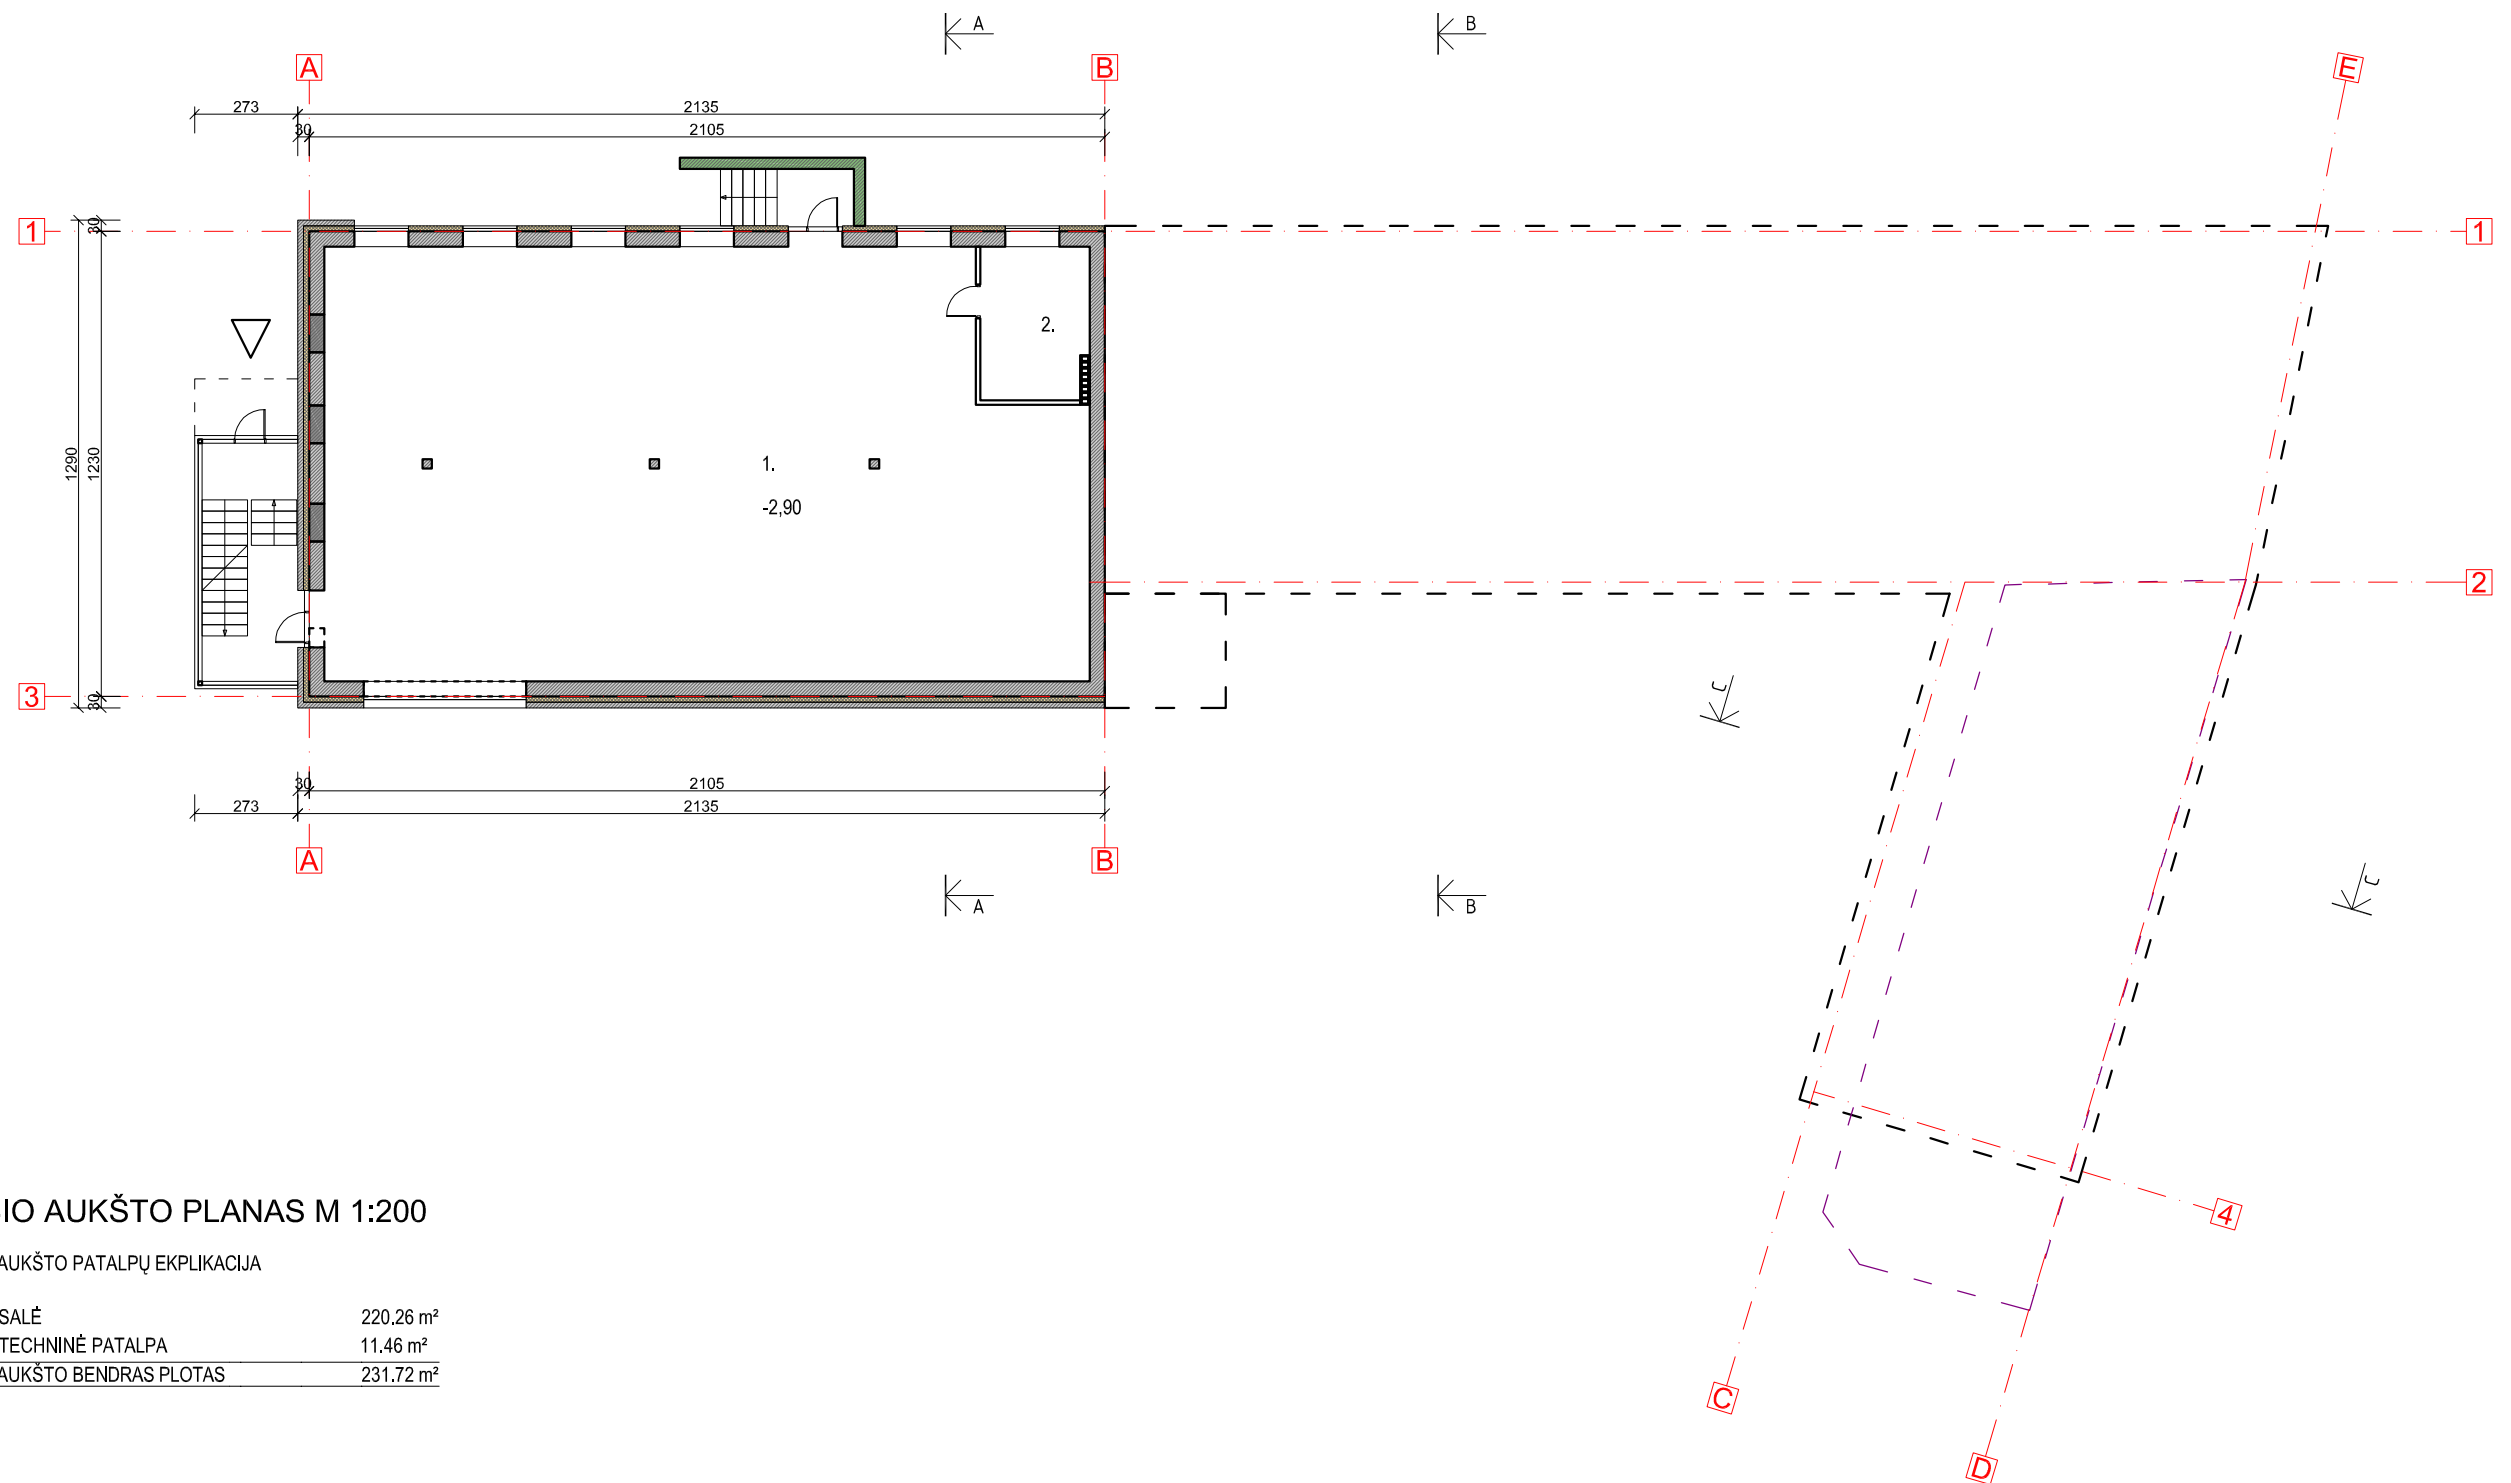 A
B
A
B
E
273
2135
30
2105
1
30
1
2.
1290
1230
1.
-2,90
2
3
30
C
30
2105
273
2135
A
B
C
A
B
4
IO AUKŠTO PLANAS M 1:200
AUKŠTO PATALPŲ EKPLIKACIJA
SALĖ 220.26 m²
TECHNINĖ PATALPA 11.46 m²
AUKŠTO BENDRAS PLOTAS 231.72 m²
C
D